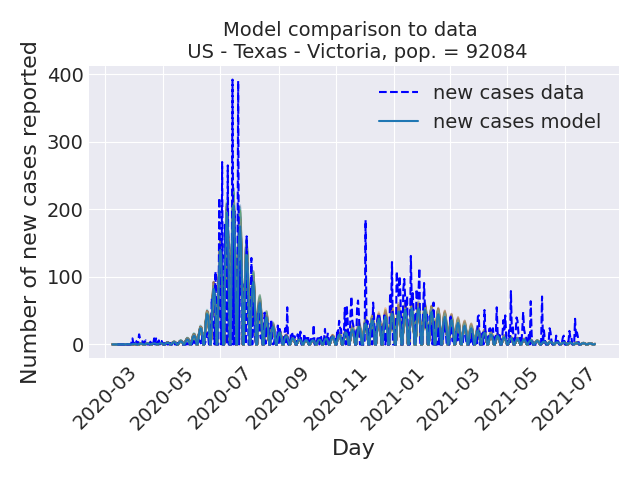 Model comparison to data
US - Texas - Victoria, pop. = 92084
Number of new cases reported
400
300
200
100
0
new cases data
new cases model
2020-03
2020-05
2020-07
2020-09
2020-11
2021-01
2021-03
2021-05
2021-07
Day